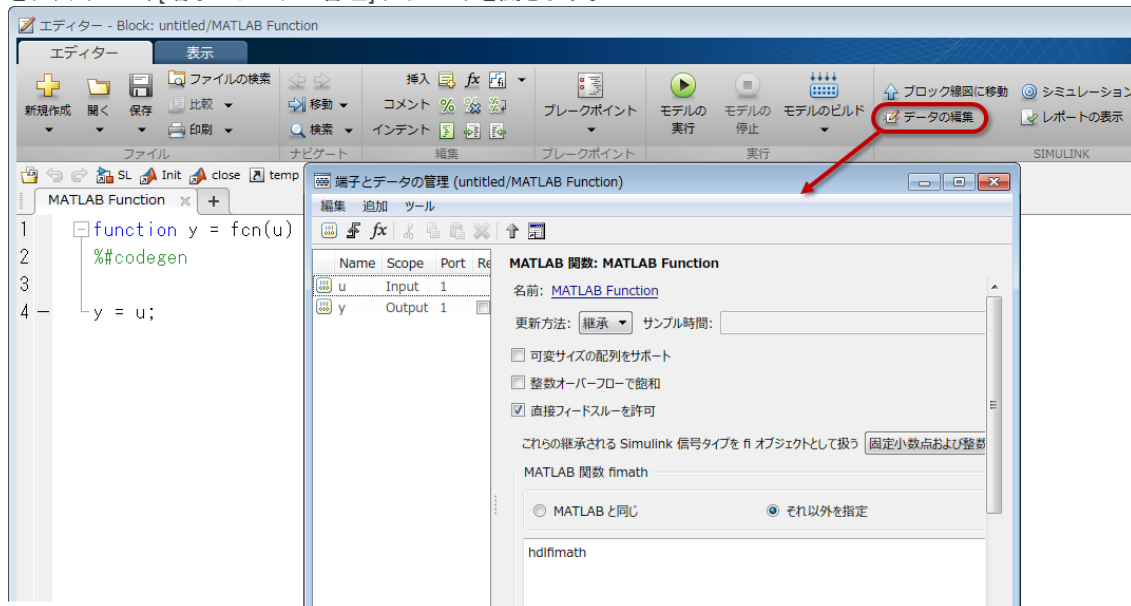 エディター - Block: untitled/MATLAB Function
エディター 表示
新規作成 開く 保存 ファイルの検索 比較 印刷
移動 検索
挿入 fx コメント インデント
ブレークポイント
モデルの実行 モデルの停止 モデルのビルド
ブロック線図に移動 シミュレーション
データの編集 レポートの表示
ファイル ナビゲート 編集 ブレークポイント 実行 SIMULINK
SL Init close temp
MATLAB Function
1 function y = fcn(u)
2 %#codegen
3
4 – y = u;
端子とデータの管理 (untitled/MATLAB Function)
編集 追加 ツール
fx
Name Scope Port Re
u Input 1
y Output 1
MATLAB 関数: MATLAB Function
名前: MATLAB Function
更新方法: 継承 サンプル時間:
可変サイズの配列をサポート
整数オーバーフローで飽和
直接フィードスルーを許可
これらの継承される Simulink 信号タイプを fi オブジェクトとして扱う 固定小数点および整数
MATLAB 関数 fimath
MATLAB と同じ それ以外を指定
hdlfimath